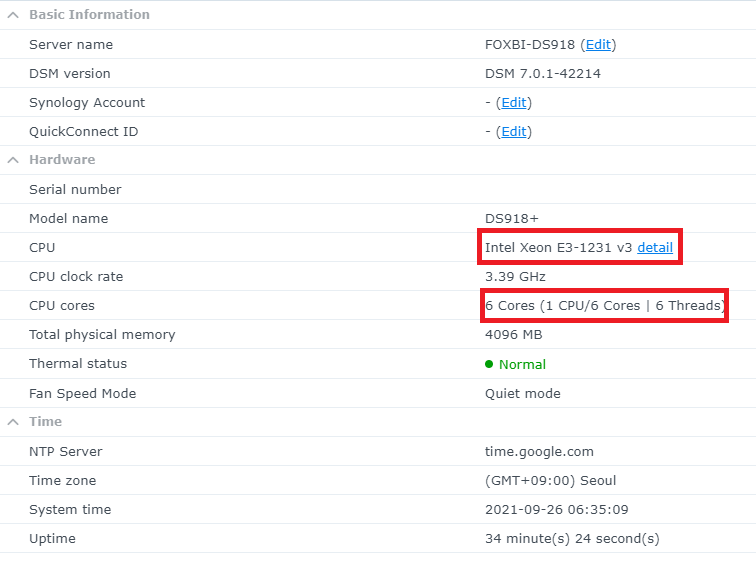 Basic Information
Server name FOXBI-DS918 (Edit)
DSM version DSM 7.0.1-42214
Synology Account - (Edit)
QuickConnect ID - (Edit)
Hardware
Serial number
Model name DS918+
CPU Intel Xeon E3-1231 v3 detail
CPU clock rate 3.39 GHz
CPU cores 6 Cores (1 CPU/6 Cores | 6 Threads)
Total physical memory 4096 MB
Thermal status Normal
Fan Speed Mode Quiet mode
Time
NTP Server time.google.com
Time zone (GMT+09:00) Seoul
System time 2021-09-26 06:35:09
Uptime 34 minute(s) 24 second(s)